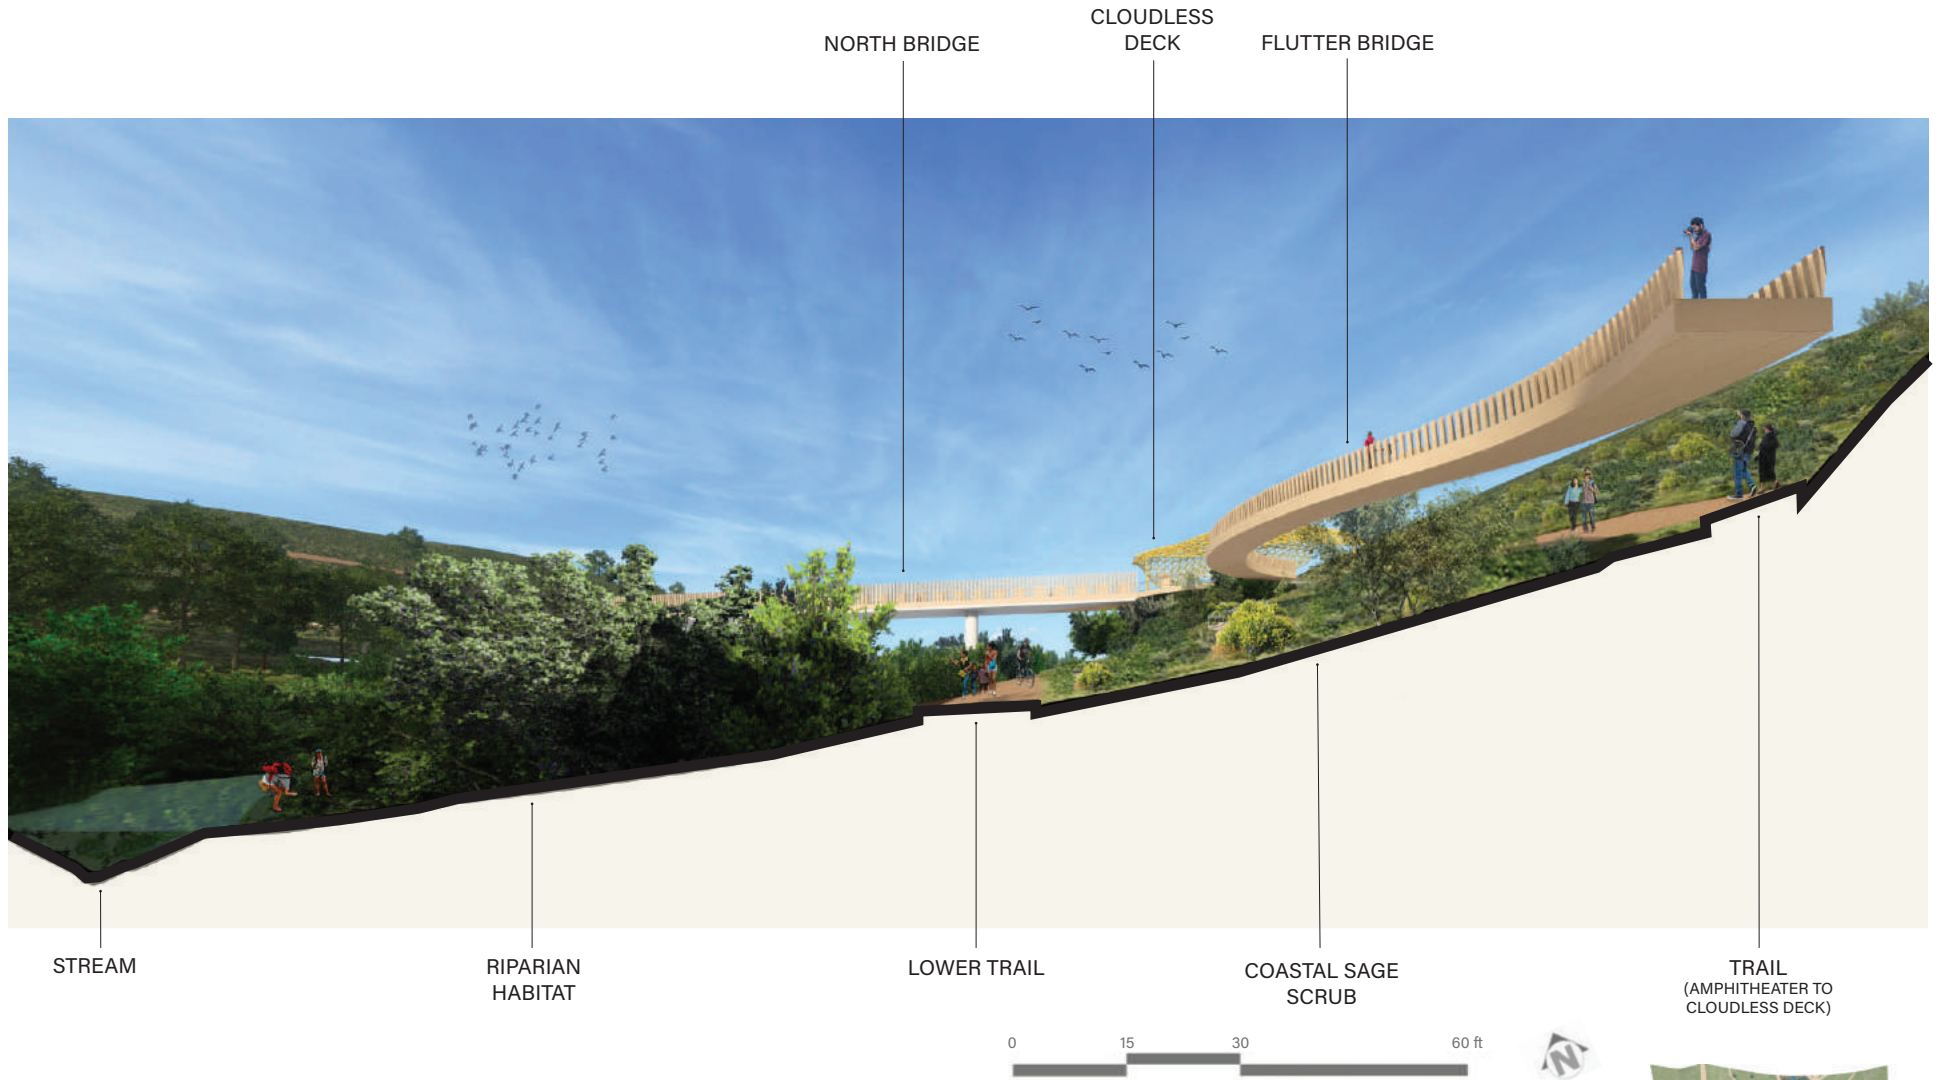 CLOUDLESS
DECK
NORTH BRIDGE
FLUTTER BRIDGE
STREAM
RIPARIAN
HABITAT
LOWER TRAIL
COASTAL SAGE
SCRUB
TRAIL
(AMPHITHEATER TO
CLOUDLESS DECK)
0 15 30 60 ft
N